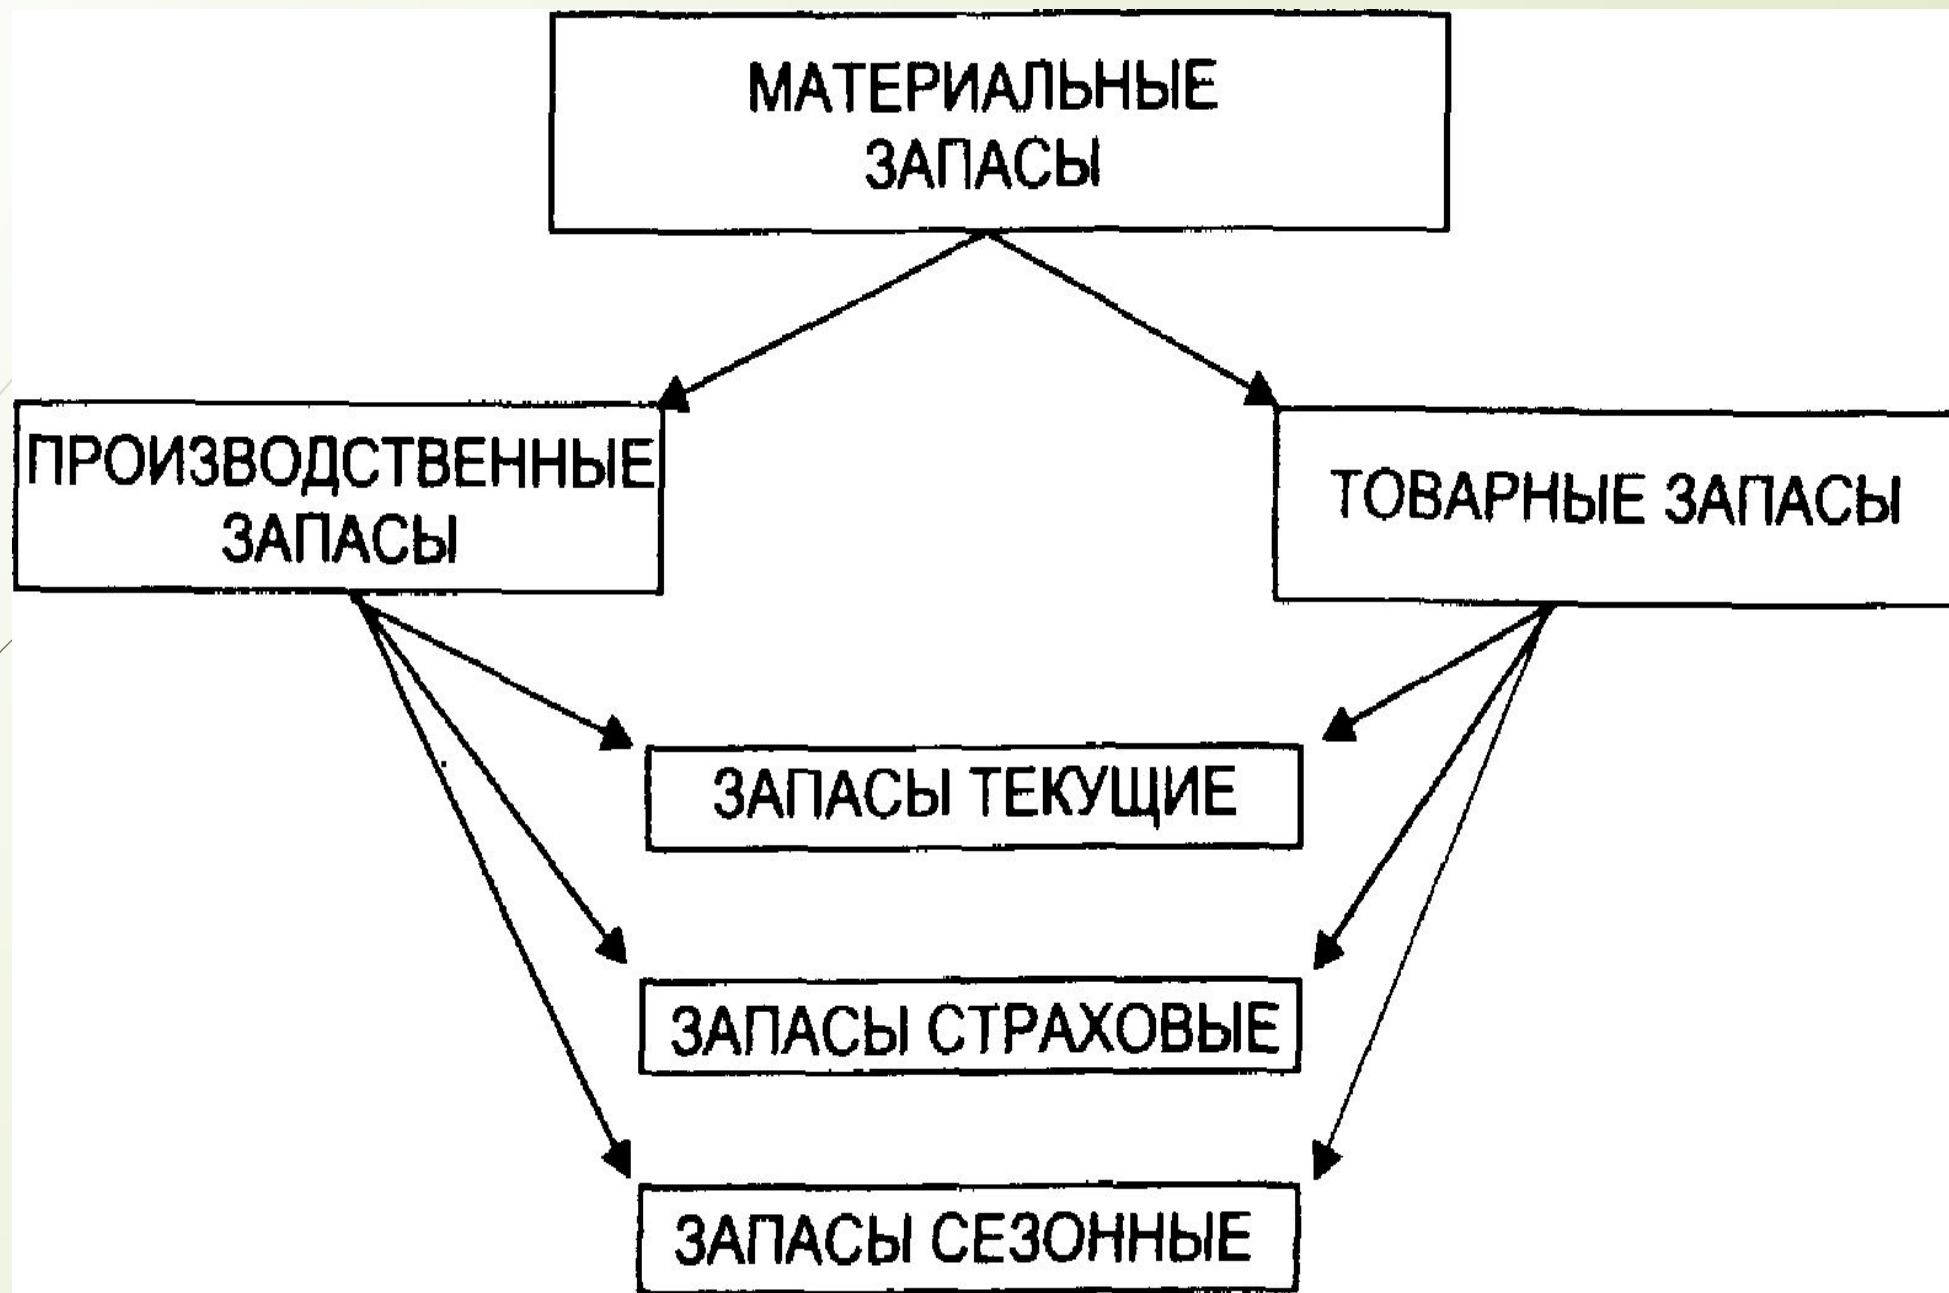 МАТЕРИАЛЬНЫЕ
ЗАПАСЫ
ПРОИЗВОДСТВЕННЫЕ
ЗАПАСЫ
ТОВАРНЫЕ ЗАПАСЫ
ЗАПАСЫ ТЕКУЩИЕ
ЗАПАСЫ СТРАХОВЫЕ
ЗАПАСЫ СЕЗОННЫЕ